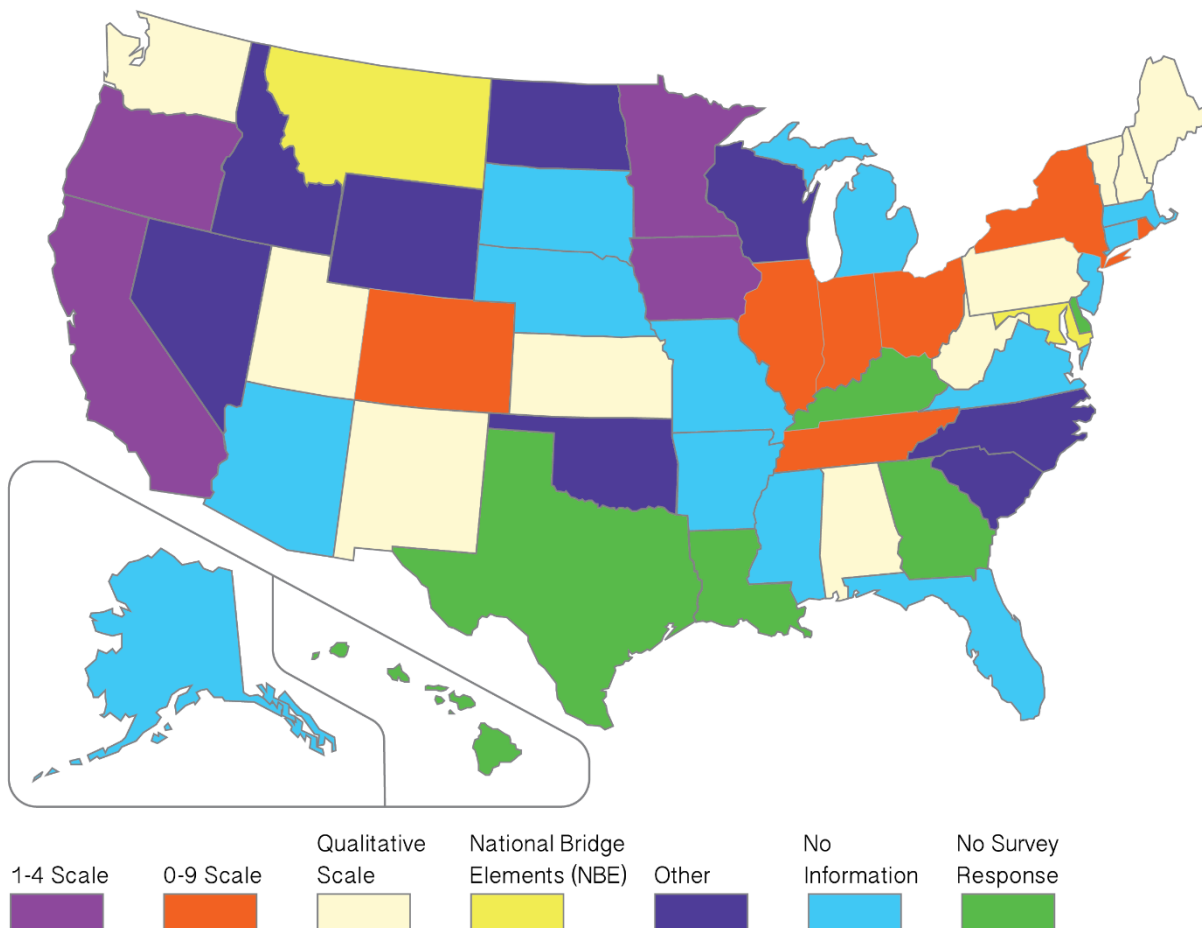 Qualitative National Bridge No No Survey
1-4 Scale 0-9 Scale Scale Elements (NBE) Other Information Response